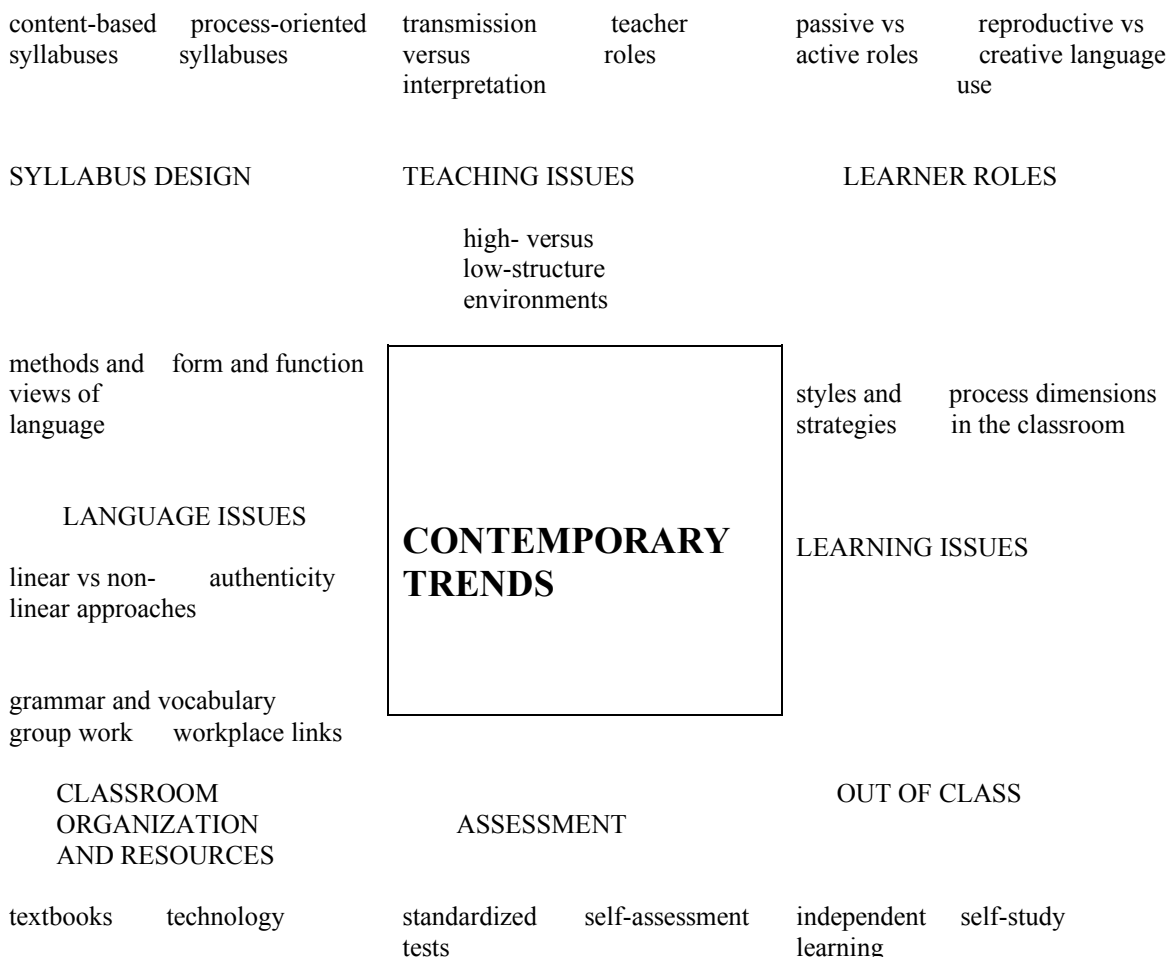 content-based process-oriented transmission teacher passive vs reproductive vs
syllabuses syllabuses versus roles active roles creative language
interpretation use
SYLLABUS DESIGN TEACHING ISSUES LEARNER ROLES
high- versus
low-structure
environments
methods and form and function
views of
language
styles and process dimensions
strategies in the classroom
LANGUAGE ISSUES
CONTEMPORARY
TRENDS
LEARNING ISSUES
linear vs non- authenticity
linear approaches
grammar and vocabulary
group work workplace links
CLASSROOM
ORGANIZATION
AND RESOURCES
ASSESSMENT
OUT OF CLASS
textbooks technology standardized self-assessment independent self-study
tests learning